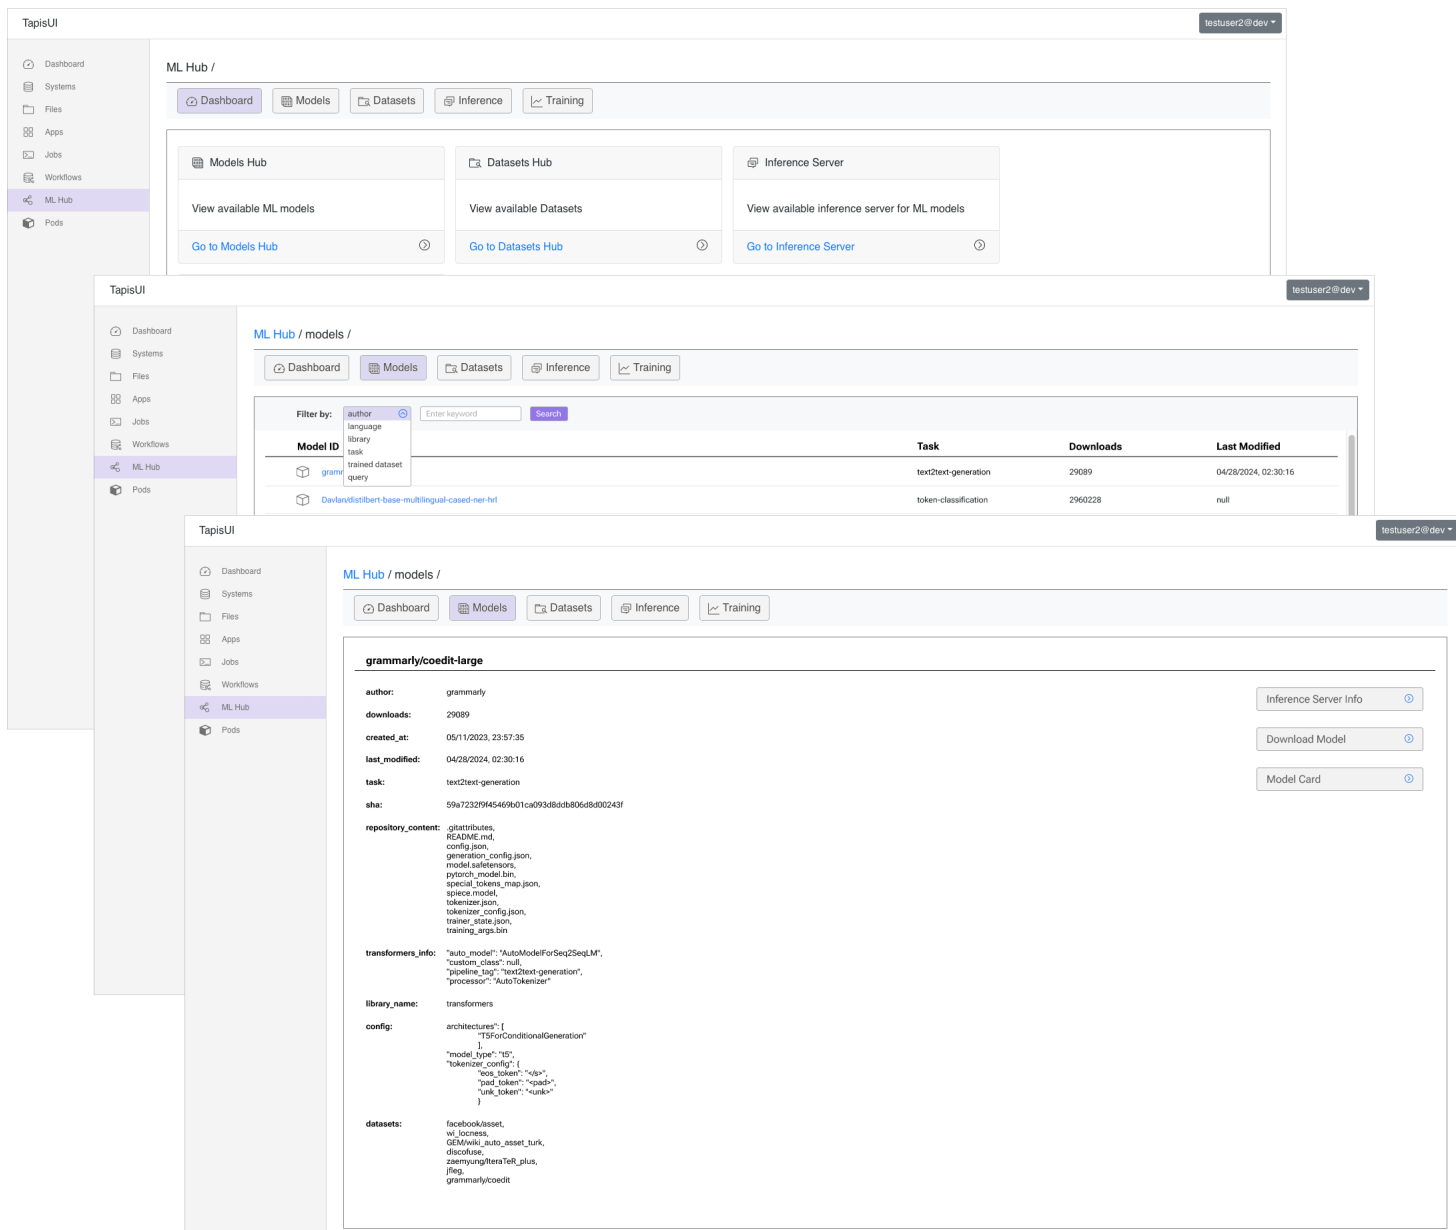 TapisUI
testuser2@dev
Dashboard
Systems
Files
Apps
Jobs
Workflows
ML Hub
Pods
ML Hub /
Dashboard Models Datasets Inference Training
Models Hub
View available ML models
Go to Models Hub
Datasets Hub
View available Datasets
Go to Datasets Hub
Inference Server
View available inference server for ML models
Go to Inference Server
TapisUI
testuser2@dev
Dashboard
Systems
Files
Apps
Jobs
Workflows
ML Hub
Pods
ML Hub / models /
Dashboard Models Datasets Inference Training
Filter by: author Enter keyword Search
language
library
task
trained dataset
query
Model ID Task Downloads Last Modified
gramr text2text-generation 29089 04/28/2024, 02:30:16
Davlan/distilbert-base-multilingual-cased-ner-hrl token-classification 2960228 null
TapisUI
testuser2@dev
Dashboard
Systems
Files
Apps
Jobs
Workflows
ML Hub
Pods
ML Hub / models /
Dashboard Models Datasets Inference Training
grammarly/coedit-large
author: grammarly
downloads: 29089
created_at: 05/11/2023, 23:57:35
last_modified: 04/28/2024, 02:30:16
task: text2text-generation
sha: 59a7232f9f45469b01ca093d8ddb806d8d00243f
repository_content: .gitattributes,
README.md,
config.json,
generation_config.json,
model.safetensors,
pytorch_model.bin,
special_tokens_map.json,
spiece.model,
tokenizer.json,
tokenizer_config.json,
trainer_state.json,
training_args.bin
transformers_info: "auto_model": "AutoModelForSeq2SeqLM",
"custom_class": null,
"pipeline_tag": "text2text-generation",
"processor": "AutoTokenizer"
library_name: transformers
config: architectures": [
"T5ForConditionalGeneration"
],
"model_type": "t5",
"tokenizer_config": {
"eos_token": "</s>",
"pad_token": "<pad>",
"unk_token": "<unk>"
}
datasets: facebook/asset,
wi_locness,
GEM/wiki_auto_asset_turk,
discofuse,
zaemyung/IteraTeR_plus,
jfleg,
grammarly/coedit
Inference Server Info
Download Model
Model Card